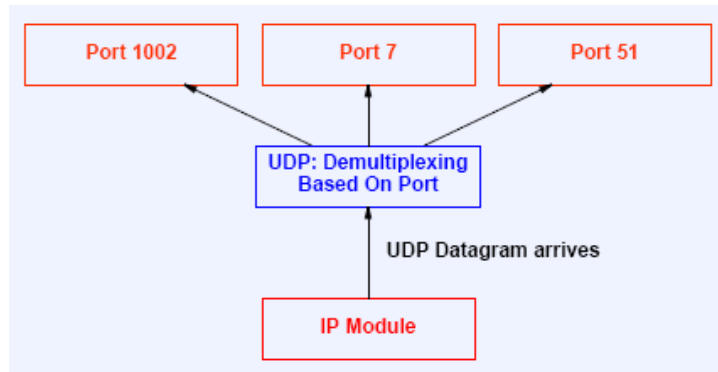 Port 1002
Port 7
Port 51
UDP: Demultiplexing
Based On Port
UDP Datagram arrives
IP Module